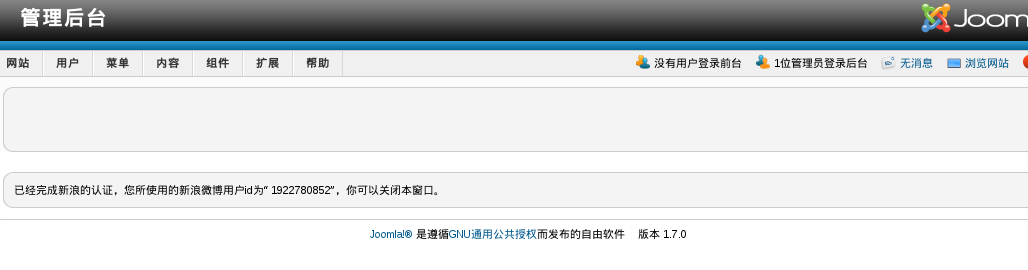 管理后台
Joom
网站 用户 菜单 内容 组件 扩展 帮助 没有用户登录前台 1位管理员登录后台 无消息 浏览网站
已经完成新浪的认证，您所使用的新浪微博用户id为“ 1922780852”，你可以关闭本窗口。
Joomla!® 是遵循GNU通用公共授权而发布的自由软件 版本 1.7.0